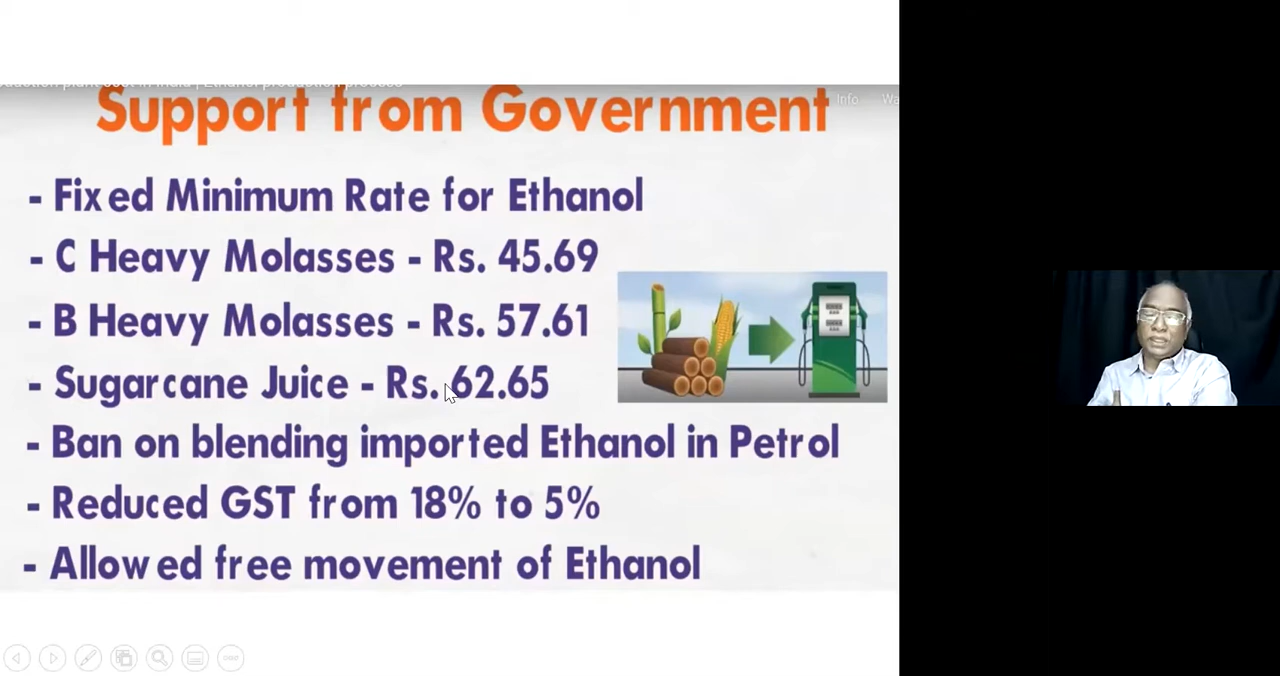 Support from Government
Info
- Fixed Minimum Rate for Ethanol
- C Heavy Molasses - Rs. 45.69
- B Heavy Molasses - Rs. 57.61
- Sugarcane Juice - Rs. 62.65
- Ban on blending imported Ethanol in Petrol
- Reduced GST from 18% to 5%
- Allowed free movement of Ethanol